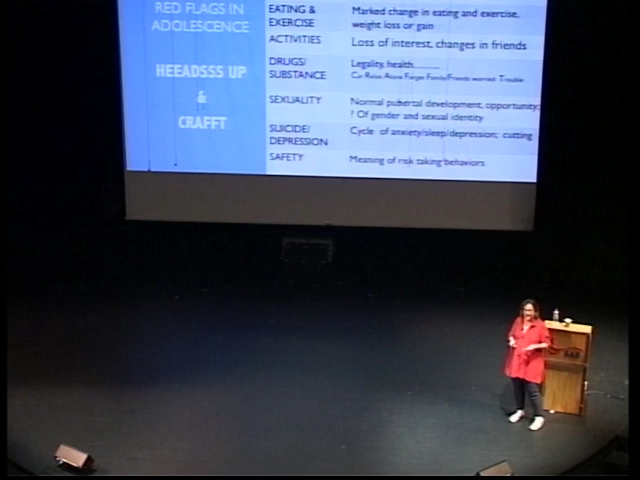 RED FLAGS IN
ADOLESCENCE
HEEADSSS UP
&
CRAFFT
EATING &
EXERCISE
Marked change in eating and exercise,
weight loss or gain
ACTIVITIES
Loss of interest, changes in friends
DRUGS/
SUBSTANCE
Legality, health..........
Car Relax Alone Forget Family/Friends worried Trouble
SEXUALITY
Normal pubertal development, opportunity;
? Of gender and sexual identity
SUICIDE/
DEPRESSION
Cycle of anxiety/sleep/depression; cutting
SAFETY
Meaning of risk taking behaviors